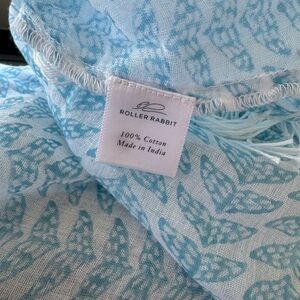 ROLLER RABBIT
100% Cotton
Made in India